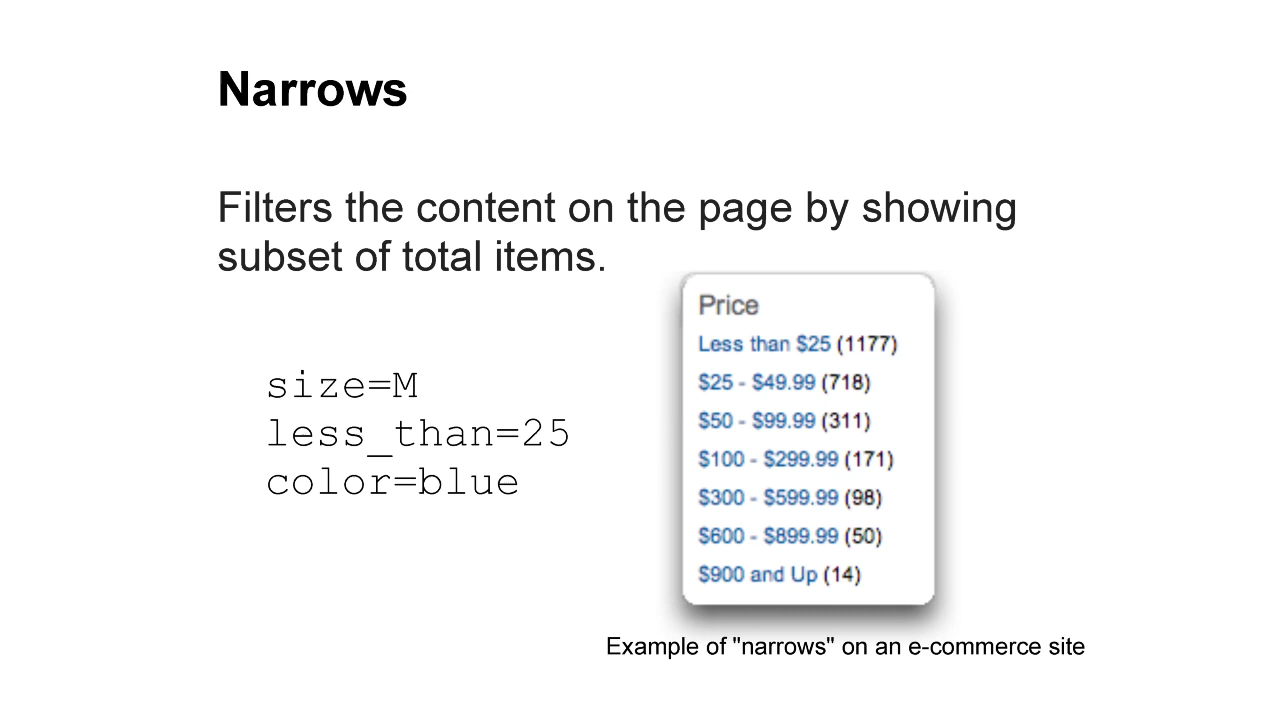 Narrows
Filters the content on the page by showing
subset of total items.
size=M
less_than=25
color=blue
Price
Less than $25 (1177)
$25 - $49.99 (718)
$50 - $99.99 (311)
$100 - $299.99 (171)
$300 - $599.99 (98)
$600 - $899.99 (50)
$900 and Up (14)
Example of "narrows" on an e-commerce site